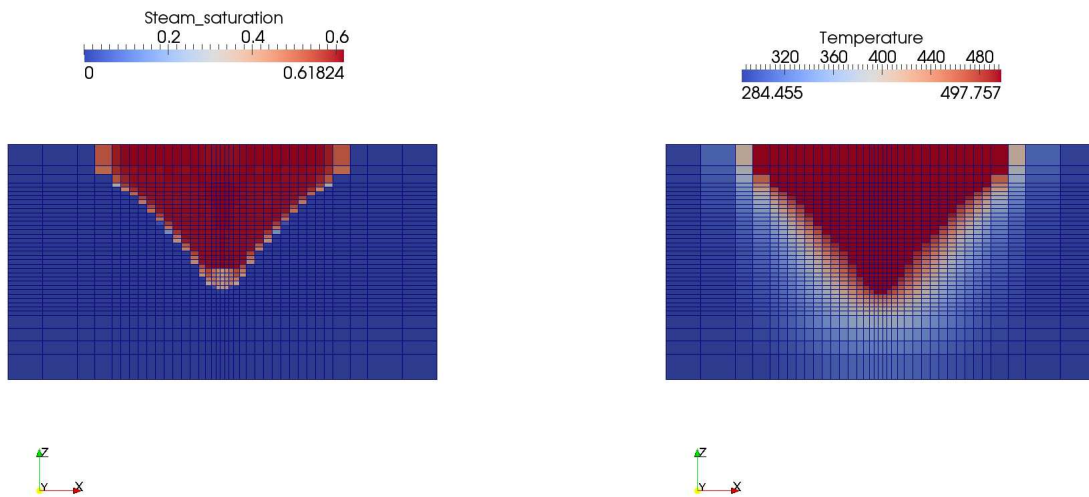 Steam_saturation
0.2 0.4 0.6
0 0.61824
Temperature
320 360 400 440 480
284.455 497.757
Z
Y X
Z
Y X